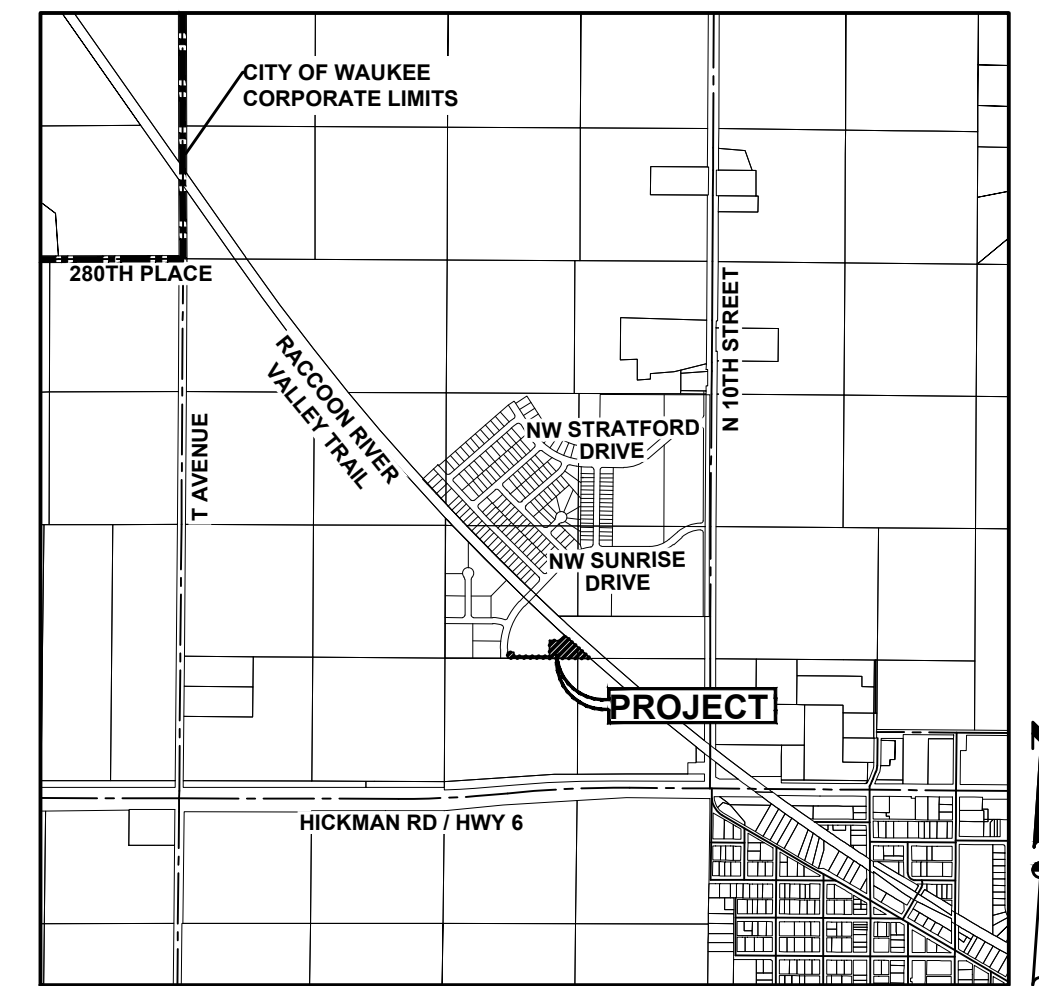 CITY OF WAUKEE
CORPORATE LIMITS
280TH PLACE
RACCOON RIVER
VALLEY TRAIL
T AVENUE
N 10TH STREET
NW STRATFORD
DRIVE
NW SUNRISE
DRIVE
PROJECT
HICKMAN RD / HWY 6